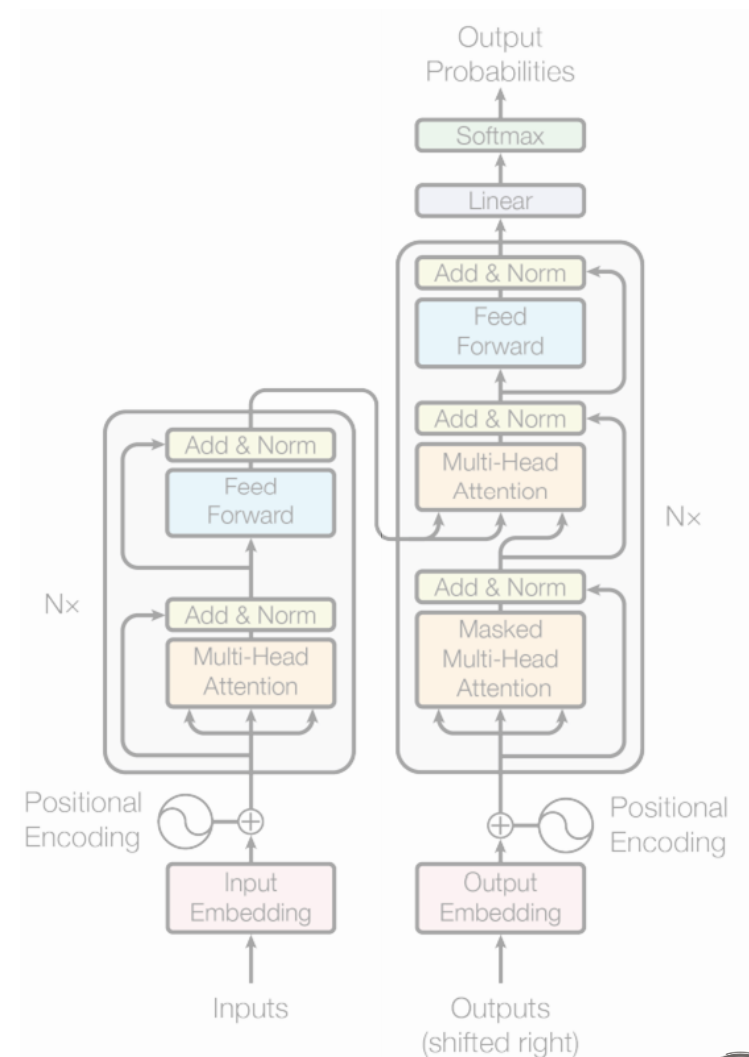 Output
Probabilities
Softmax
Linear
Add & Norm
Feed
Forward
Add & Norm
Multi-Head
Attention
Nx
Add & Norm
Masked
Multi-Head
Attention
Add & Norm
Feed
Forward
Nx
Add & Norm
Multi-Head
Attention
Positional
Encoding
Positional
Encoding
Input
Embedding
Output
Embedding
Inputs
Outputs
(shifted right)